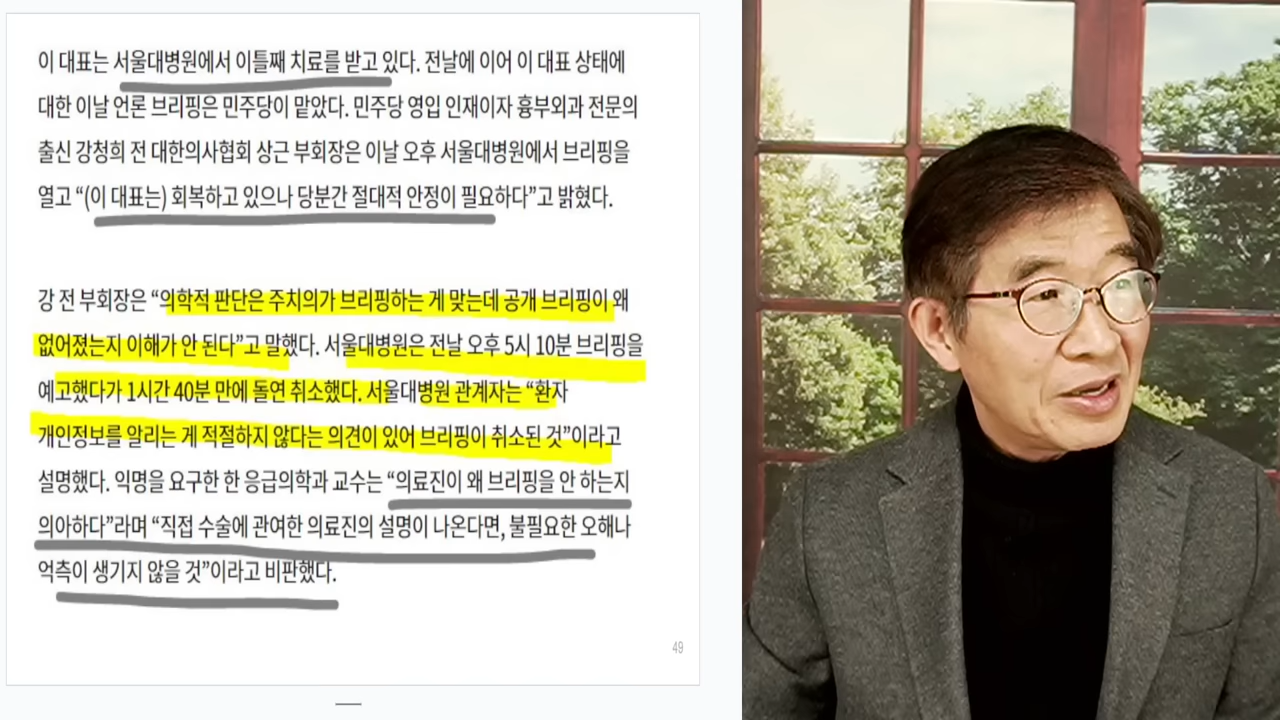 이 대표는 서울대병원에서 이틀째 치료를 받고 있다. 전날에 이어 이 대표 상태에
대한 이날 언론 브리핑은 민주당이 맡았다. 민주당 영입 인재이자 흉부외과 전문의
출신 강청희 전 대한의사협회 상근 부회장은 이날 오후 서울대병원에서 브리핑을
열고 “(이 대표는) 회복하고 있으나 당분간 절대적 안정이 필요하다”고 밝혔다.
강 전 부회장은 “의학적 판단은 주치의가 브리핑하는 게 맞는데 공개 브리핑이 왜
없어졌는지 이해가 안 된다”고 말했다. 서울대병원은 전날 오후 5시 10분 브리핑을
예고했다가 1시간 40분 만에 돌연 취소했다. 서울대병원 관계자는 “환자
개인정보를 알리는 게 적절하지 않다는 의견이 있어 브리핑이 취소된 것”이라고
설명했다. 익명을 요구한 한 응급의학과 교수는 “의료진이 왜 브리핑을 안 하는지
의아하다”라며 “직접 수술에 관여한 의료진의 설명이 나온다면, 불필요한 오해나
억측이 생기지 않을 것”이라고 비판했다.
49